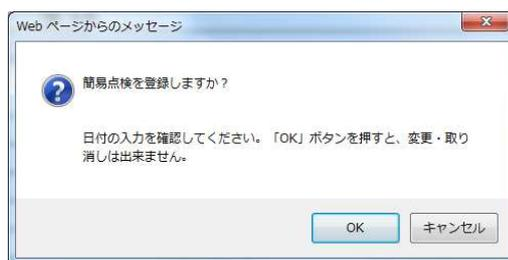 Web ページからのメッセージ
簡易点検を登録しますか？
日付の入力を確認してください。「OK」ボタンを押すと、変更・取り
消しは出来ません。
OK
キャンセル